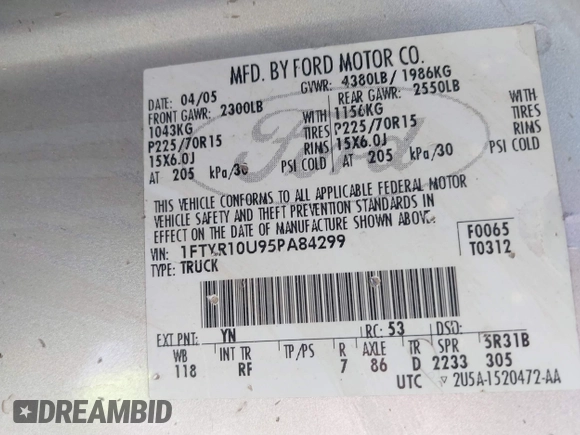 MFD. BY FORD MOTOR CO.
DATE: 04/05 GVWR: 4380LB/ 1986KG
FRONT GAWR: 2300LB REAR GAWR: 2550LB
1043KG WITH 1156KG WITH
P225/70R15 TIRES P225/70R15 TIRES
15X6.0J RIMS 15X6.0J RIMS
AT 205 kPa/30 PSI COLD AT 205 kPa/30 PSI COLD
Ford
THIS VEHICLE CONFORMS TO ALL APPLICABLE FEDERAL MOTOR
VEHICLE SAFETY AND THEFT PREVENTION STANDARDS IN
EFFECT ON THE DATE OF MANUFACTURE SHOWN ABOVE.
VIN: 1FTYR10U95PA84299 F0065
TYPE: TRUCK T0312
EXT PNT: YN RC: 53 DSO:
WB INT TR TP/PS R AXLE TR SPR 3R31B
118 RF 7 86 D 2233 305
UTC 2U5A-1520472-AA
DREAMBID